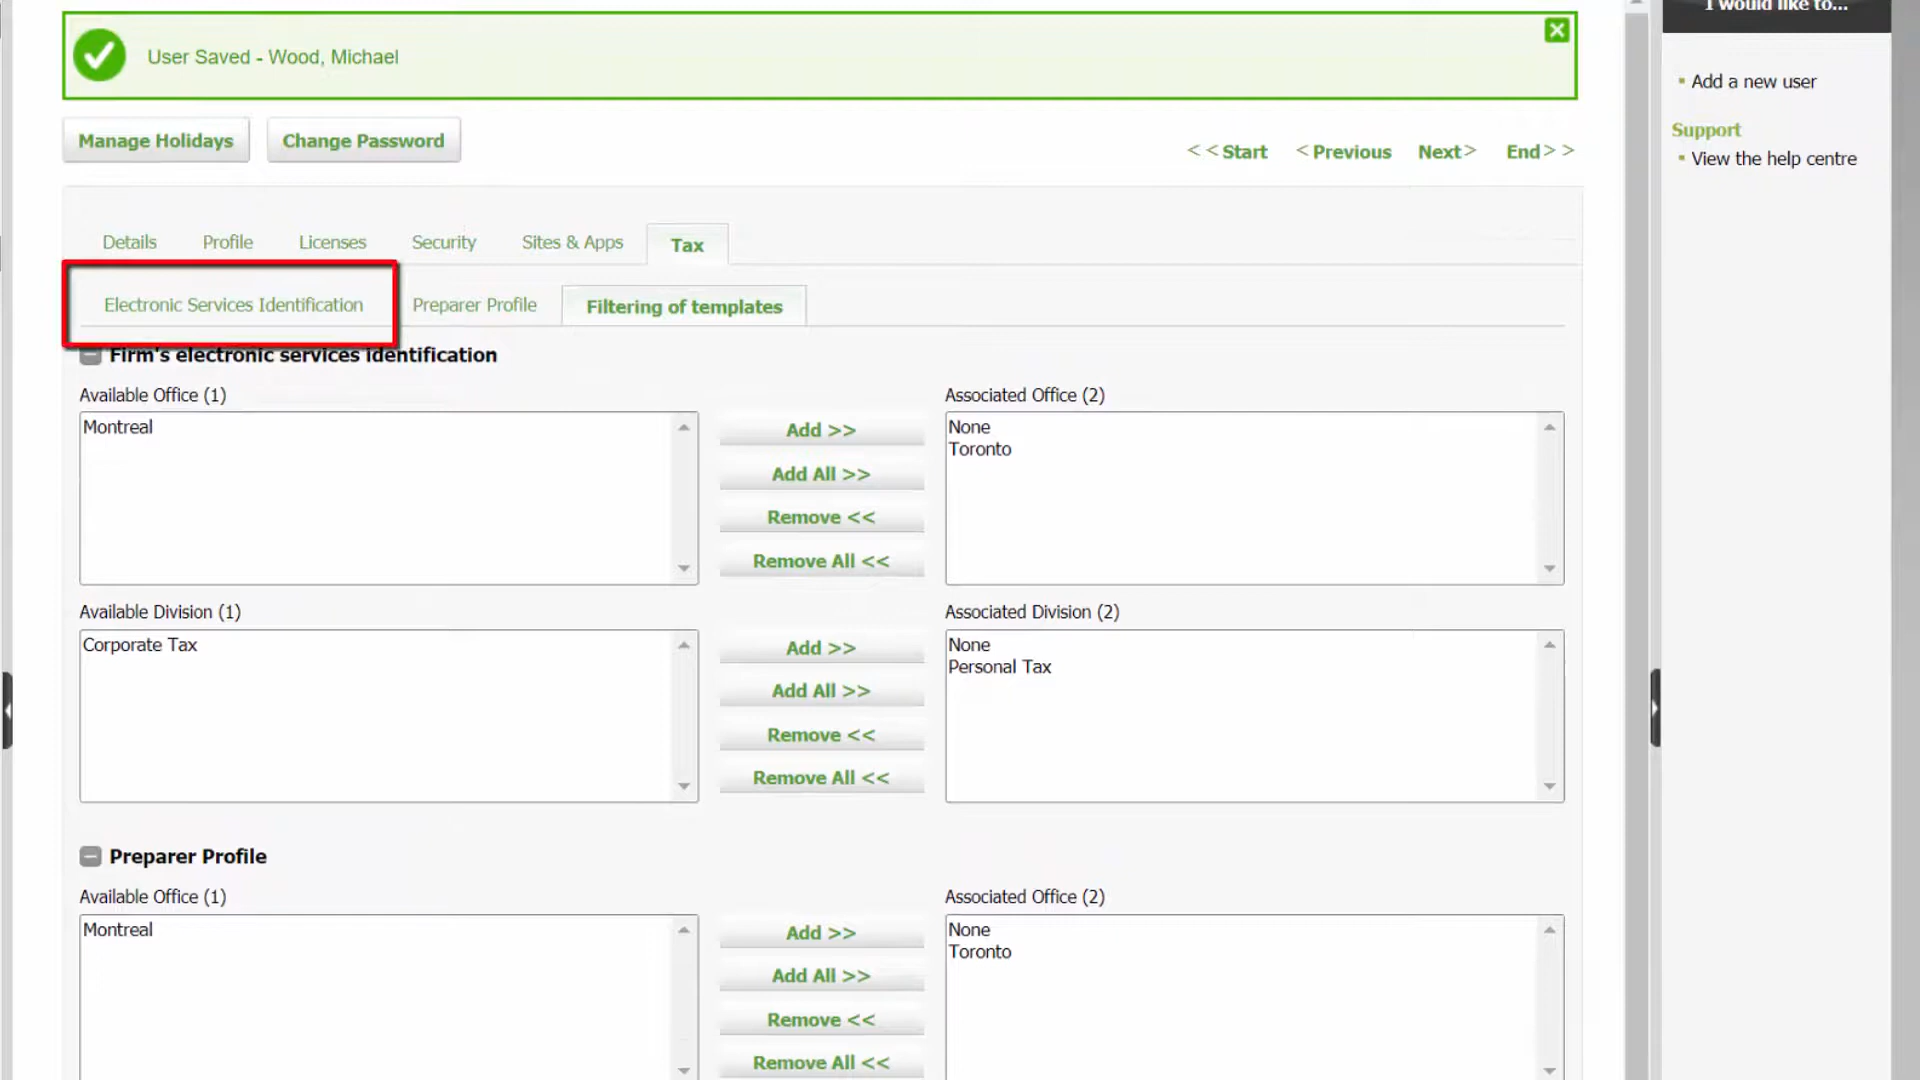 I would like to...
User Saved - Wood, Michael
Add a new user
Support
View the help centre
Manage Holidays
Change Password
< < Start
< Previous
Next >
End > >
Details
Profile
Licenses
Security
Sites & Apps
Tax
Electronic Services Identification
Preparer Profile
Filtering of templates
Firm's electronic services identification
Available Office (1)
Associated Office (2)
Montreal
Add >>
Add All >>
Remove <<
Remove All <<
None
Toronto
Available Division (1)
Associated Division (2)
Corporate Tax
Add >>
Add All >>
Remove <<
Remove All <<
None
Personal Tax
Preparer Profile
Available Office (1)
Associated Office (2)
Montreal
Add >>
Add All >>
Remove <<
Remove All <<
None
Toronto